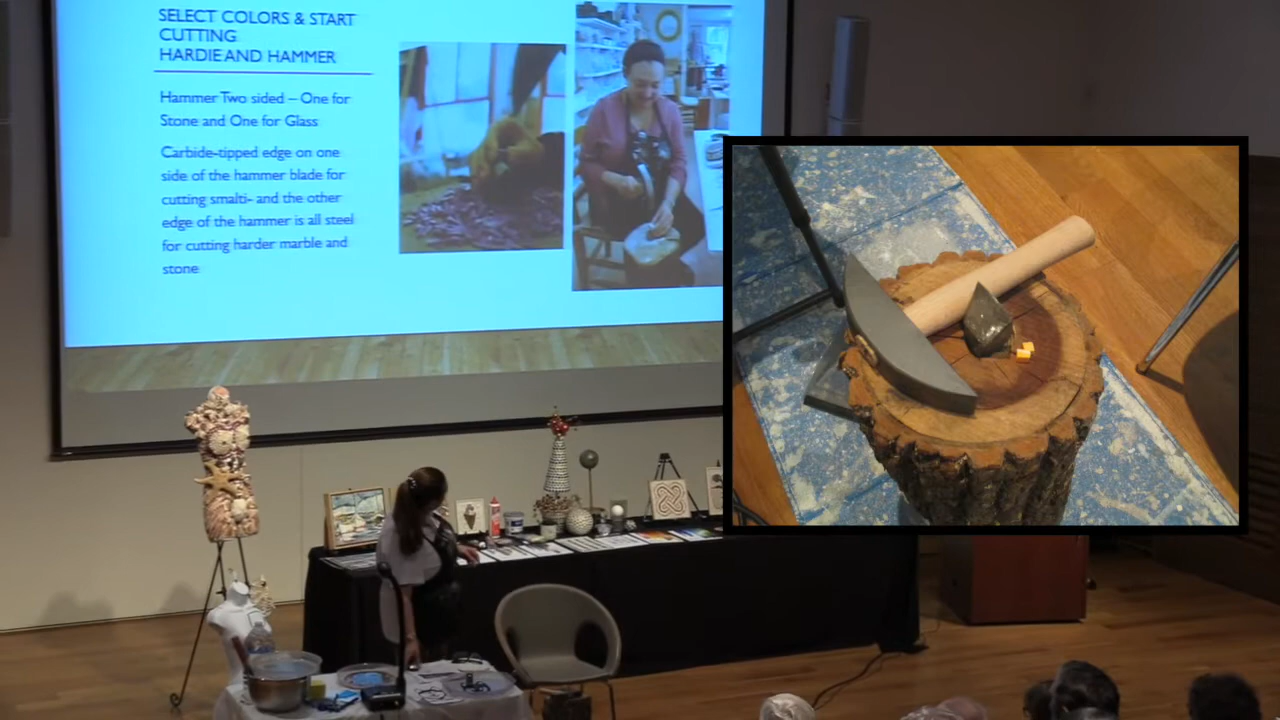 SELECT COLORS & START
CUTTING
HARDIE AND HAMMER
Hammer Two sided – One for
Stone and One for Glass
Carbide-tipped edge on one
side of the hammer blade for
cutting smalti- and the other
edge of the hammer is all steel
for cutting harder marble and
stone